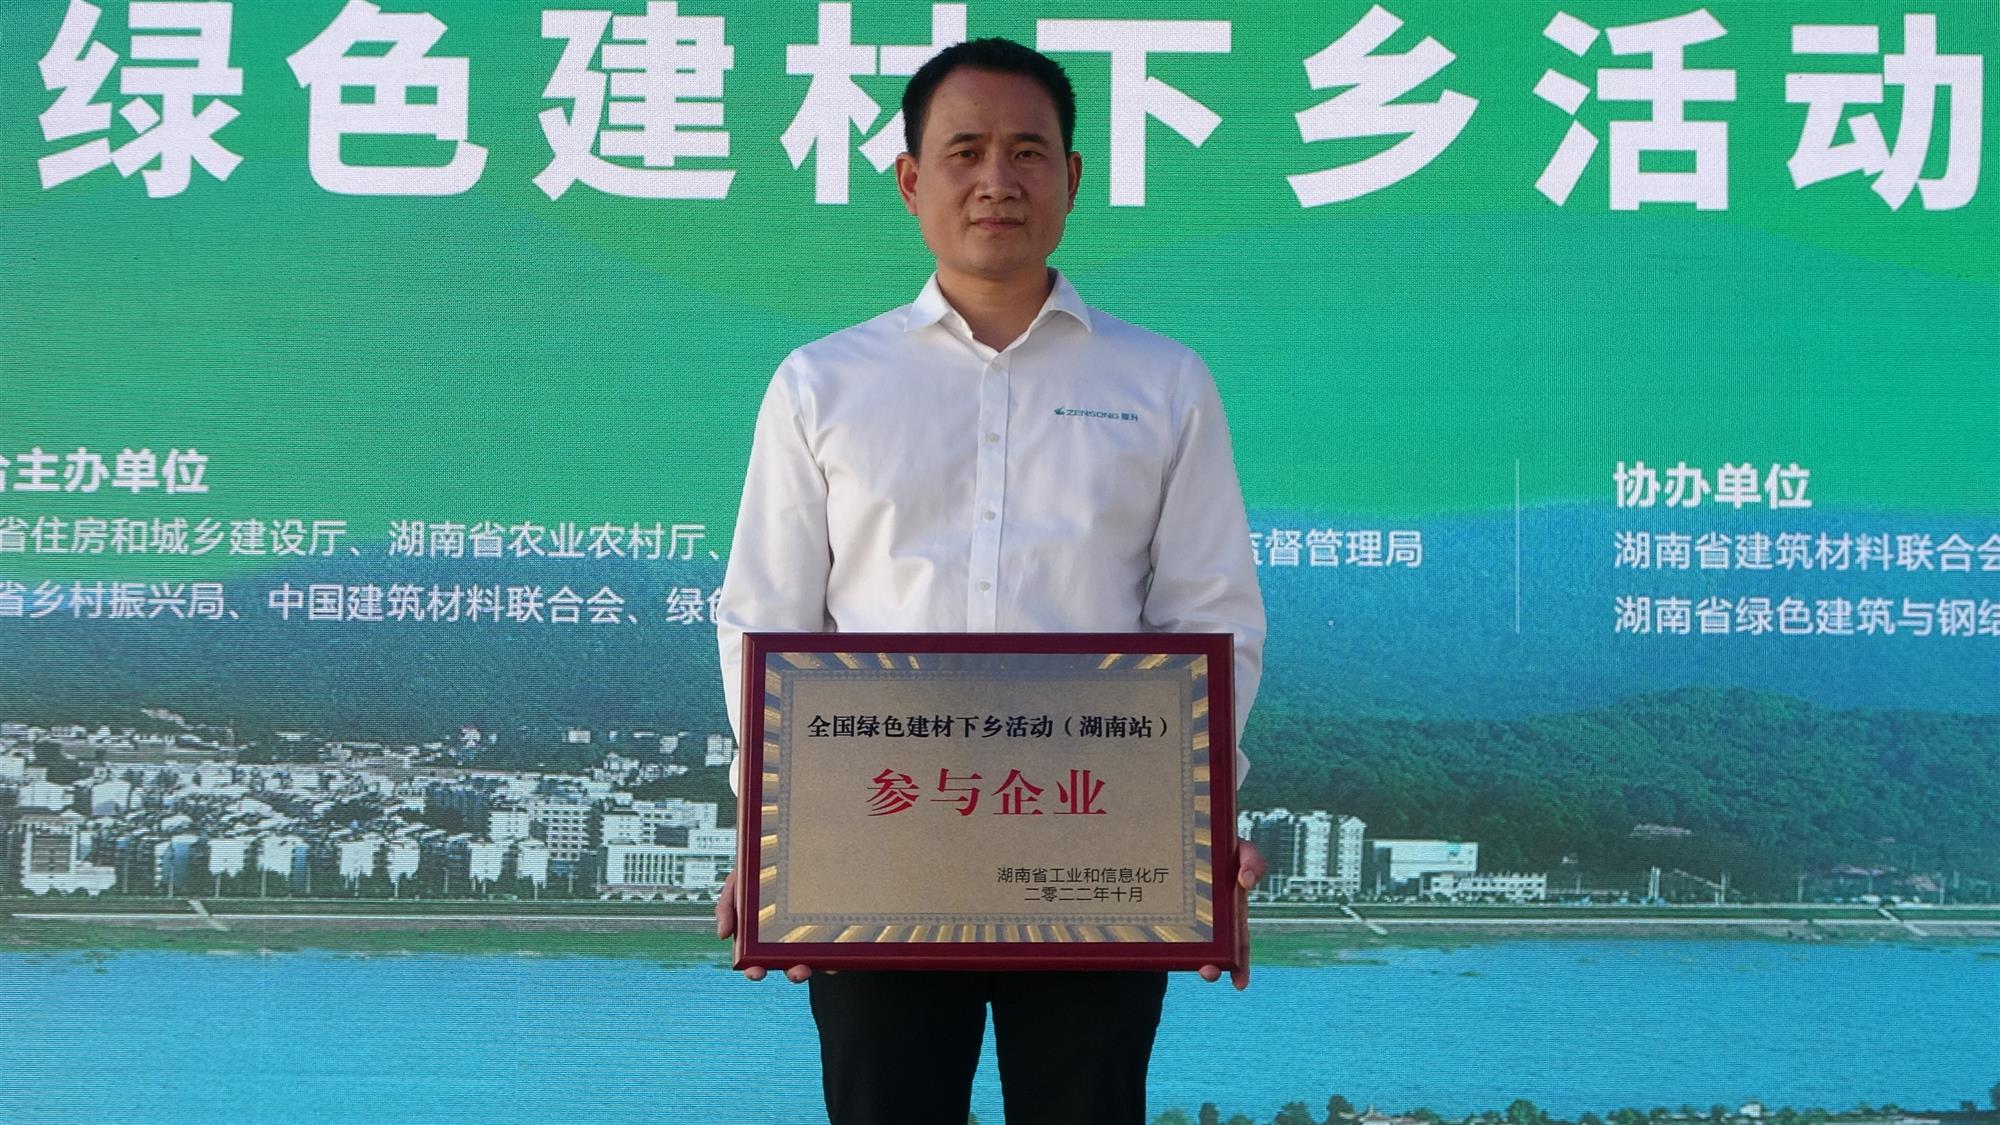 绿色建材下乡活动
合主办单位
省住房和城乡建设厅、湖南省农业农村厅、
监督管理局
省乡村振兴局、中国建筑材料联合会、绿色
协办单位
湖南省建筑材料联合会
湖南省绿色建筑与钢结
ZENSONG
全国绿色建材下乡活动（湖南站）
参与企业
湖南省工业和信息化厅
二零二二年十月